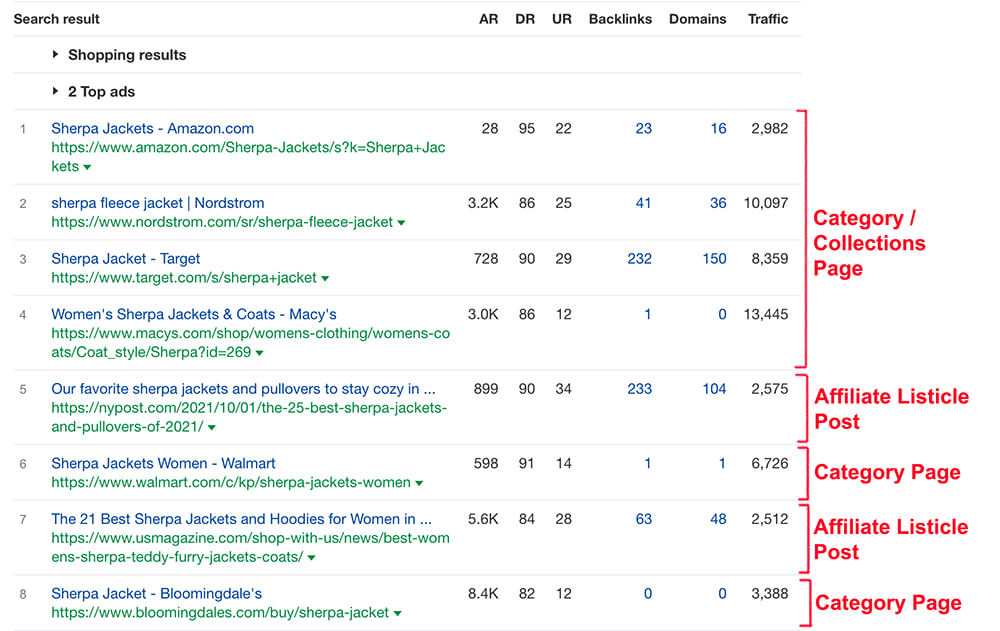 Search result AR DR UR Backlinks Domains Traffic
Shopping results
2 Top ads
1 Sherpa Jackets - Amazon.com 28 95 22 23 16 2,982
https://www.amazon.com/Sherpa-Jackets/s?k=Sherpa+Jac
kets
2 sherpa fleece jacket | Nordstrom 3.2K 86 25 41 36 10,097
https://www.nordstrom.com/sr/sherpa-fleece-jacket
3 Sherpa Jacket - Target 728 90 29 232 150 8,359
https://www.target.com/s/sherpa+jacket
4 Women's Sherpa Jackets & Coats - Macy's 3.0K 86 12 1 0 13,445
https://www.macys.com/shop/womens-clothing/womens-co
ats/Coat_style/Sherpa?id=269
Category /
Collections
Page
5 Our favorite sherpa jackets and pullovers to stay cozy in ... 899 90 34 233 104 2,575
https://nypost.com/2021/10/01/the-25-best-sherpa-jackets-
and-pullovers-of-2021/
Affiliate Listicle
Post
6 Sherpa Jackets Women - Walmart 598 91 14 1 1 6,726
https://www.walmart.com/c/kp/sherpa-jackets-women
Category Page
7 The 21 Best Sherpa Jackets and Hoodies for Women in ... 5.6K 84 28 63 48 2,512
https://www.usmagazine.com/shop-with-us/news/best-wom
ens-sherpa-teddy-furry-jackets-coats/
Affiliate Listicle
Post
8 Sherpa Jacket - Bloomingdale's 8.4K 82 12 0 0 3,388
https://www.bloomingdales.com/buy/sherpa-jacket
Category Page